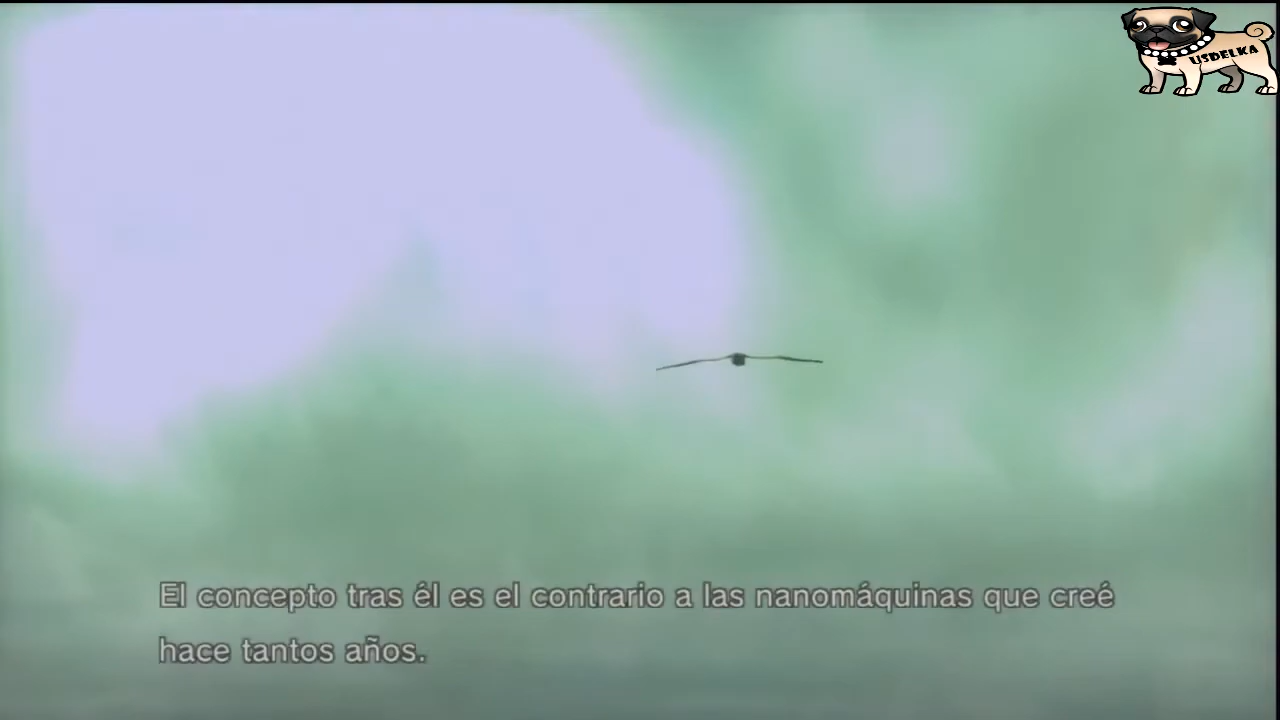 USDELKA
El concepto tras él es el contrario a las nanomáquinas que creé
hace tantos años.